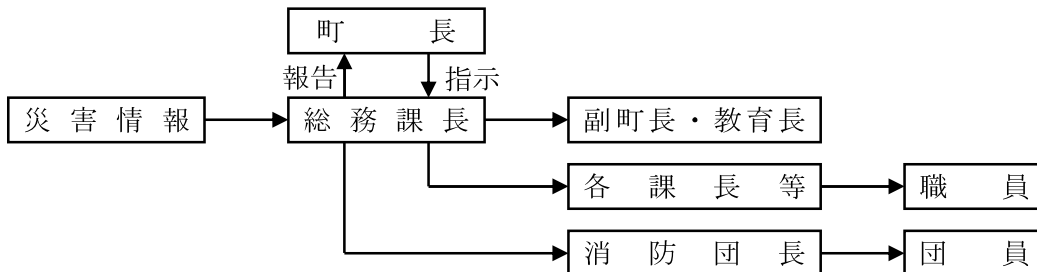 町長
報告 指示
災害情報 総務課長 副町長・教育長
各課長等 職員
消防団長 団員